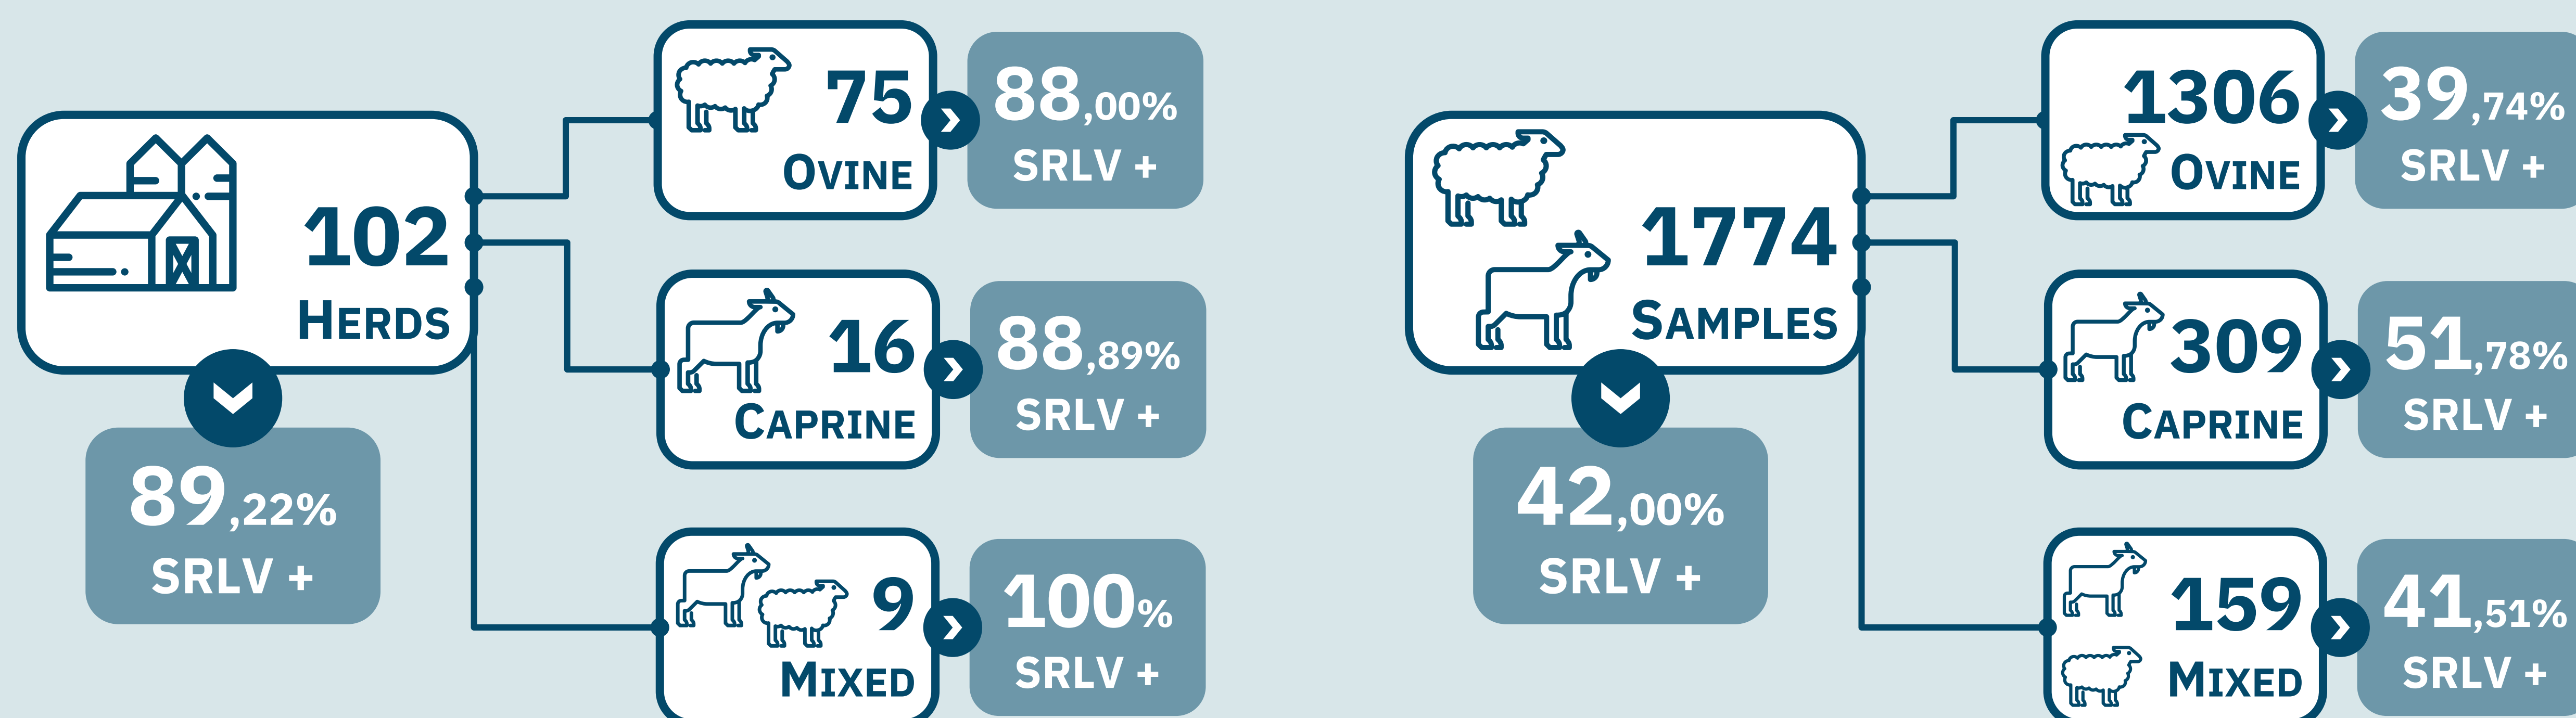 102
HERDS
89,22%
SRLV +
75
OVINE
88,00%
SRLV +
16
CAPRINE
88,89%
SRLV +
9
MIXED
100%
SRLV +
1774
SAMPLES
42,00%
SRLV +
1306
OVINE
39,74%
SRLV +
309
CAPRINE
51,78%
SRLV +
159
MIXED
41,51%
SRLV +